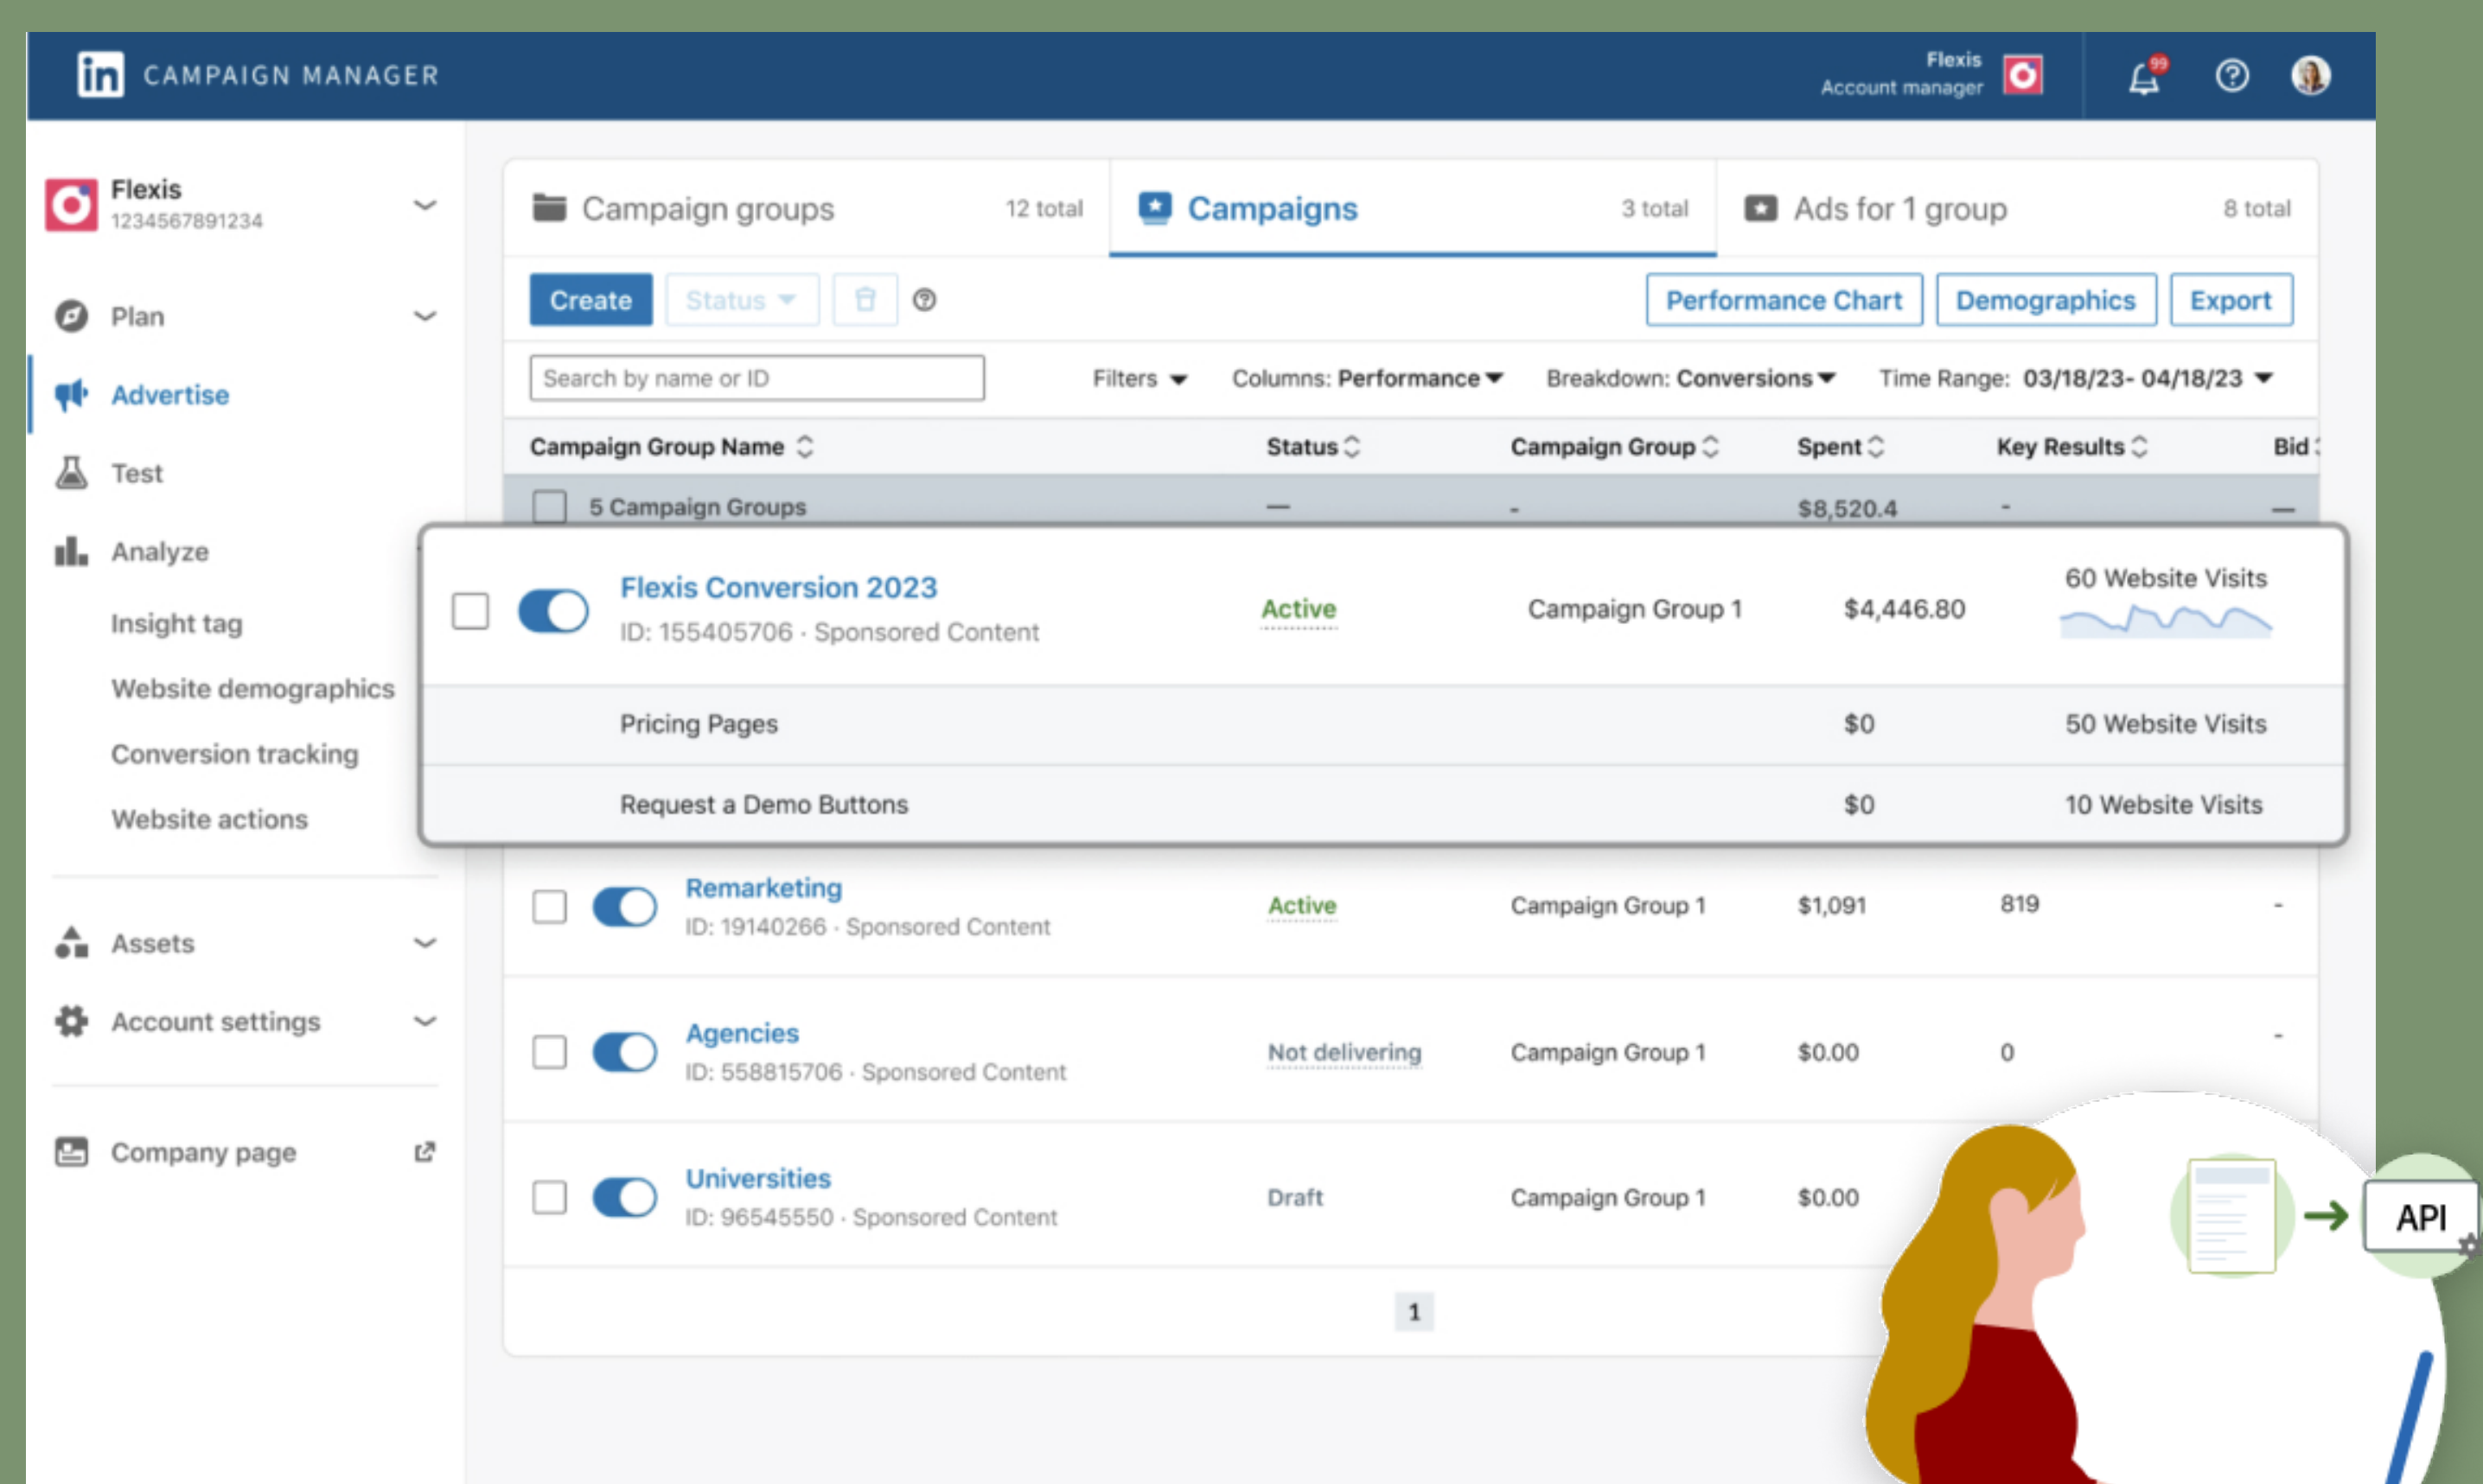 in CAMPAIGN MANAGER
Flexis
Account manager
99
Flexis
1234567891234
Plan
Advertise
Test
Analyze
Insight tag
Website demographics
Conversion tracking
Website actions
Assets
Account settings
Company page
Campaign groups 12 total
Campaigns 3 total
Ads for 1 group 8 total
Create Status Performance Chart Demographics Export
Search by name or ID Filters Columns: Performance Breakdown: Conversions Time Range: 03/18/23- 04/18/23
Campaign Group Name Status Campaign Group Spent Key Results Bid
5 Campaign Groups — - $8,520.4 - —
Flexis Conversion 2023
ID: 155405706 · Sponsored Content
Active Campaign Group 1 $4,446.80 60 Website Visits
Pricing Pages $0 50 Website Visits
Request a Demo Buttons $0 10 Website Visits
Remarketing
ID: 19140266 · Sponsored Content
Active Campaign Group 1 $1,091 819 -
Agencies
ID: 558815706 · Sponsored Content
Not delivering Campaign Group 1 $0.00 0 -
Universities
ID: 96545550 · Sponsored Content
Draft Campaign Group 1 $0.00
1
API